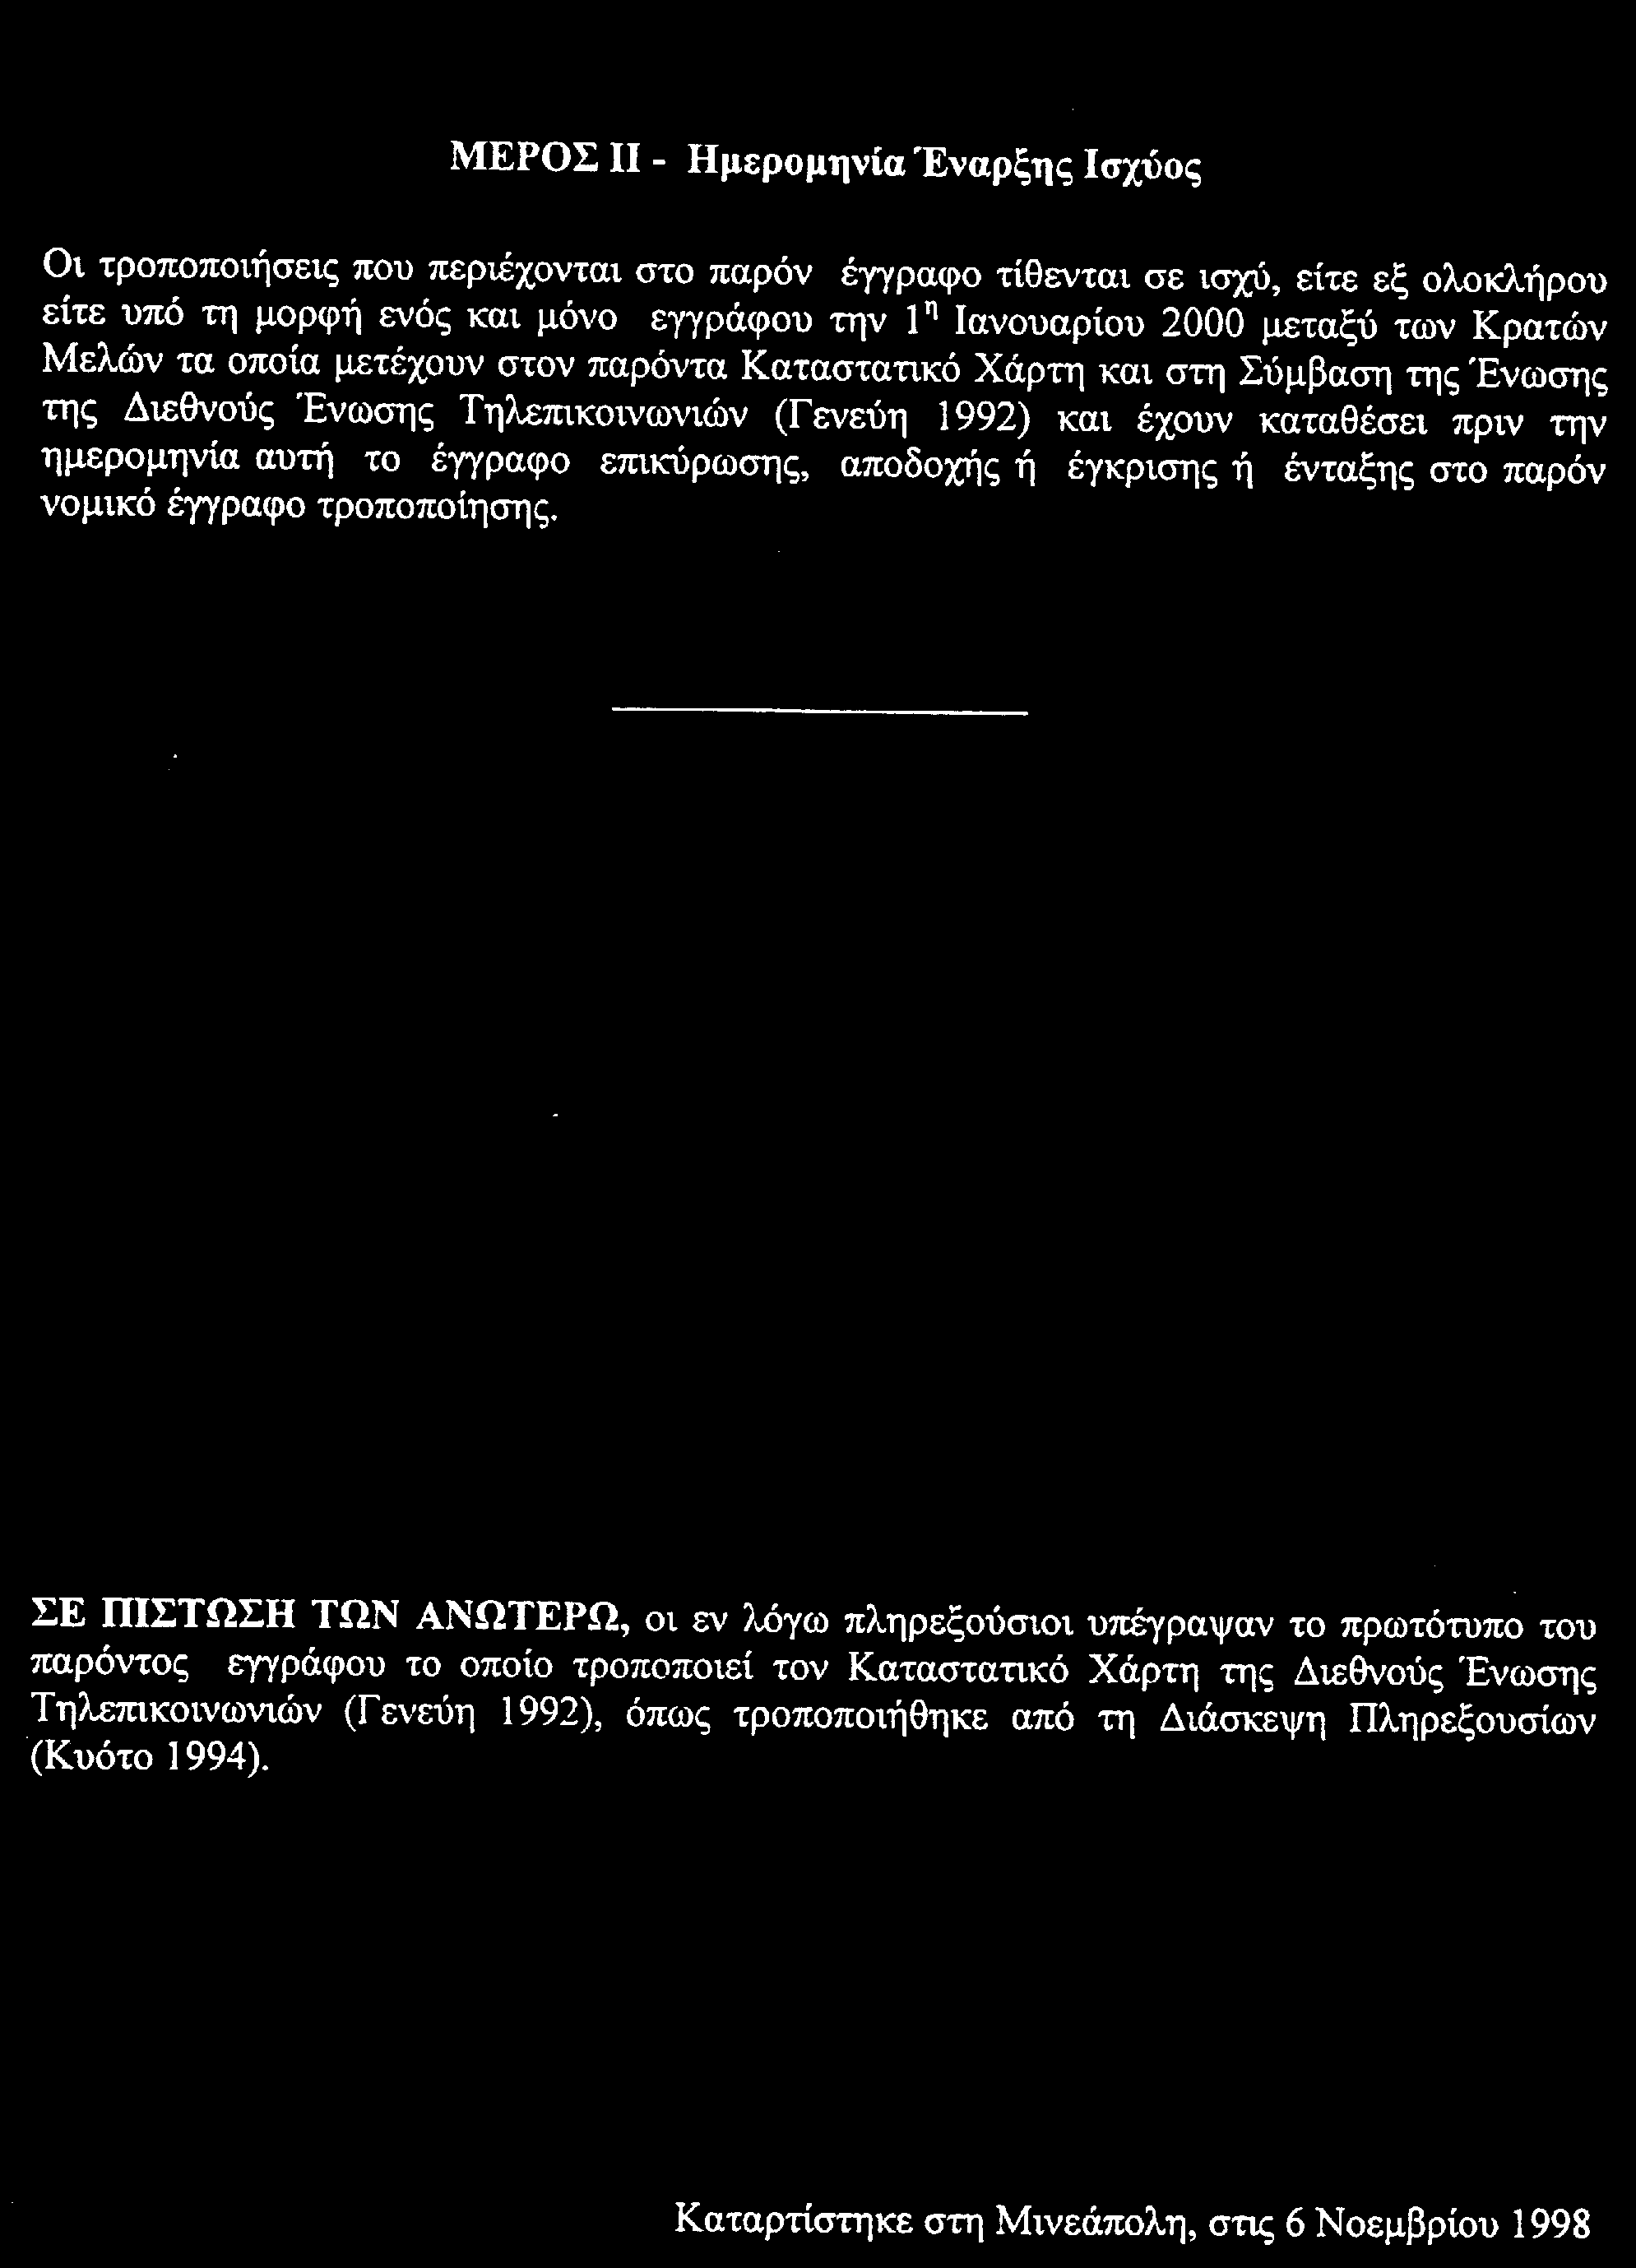 ΜΕΡΟΣ ΙΙ - Ημερομηνία Έναρξης Ισχύος
Οι τροποποιήσεις που περιέχονται στο παρόν έγγραφο τίθενται σε ισχύ, είτε εξ ολοκλήρου
είτε υπό τη μορφή ενός και μόνο εγγράφου την 1η Ιανουαρίου 2000 μεταξύ των Κρατών
Μελών τα οποία μετέχουν στον παρόντα Καταστατικό Χάρτη και στη Σύμβαση της Ένωσης
της Διεθνούς Ένωσης Τηλεπικοινωνιών (Γενεύη 1992) και έχουν καταθέσει πριν την
ημερομηνία αυτή το έγγραφο επικύρωσης, αποδοχής ή έγκρισης ή ένταξης στο παρόν
νομικό έγγραφο τροποποίησης.
ΣΕ ΠΙΣΤΩΣΗ ΤΩΝ ΑΝΩΤΕΡΩ, οι εν λόγω πληρεξούσιοι υπέγραψαν το πρωτότυπο του
παρόντος εγγράφου το οποίο τροποποιεί τον Καταστατικό Χάρτη της Διεθνούς Ένωσης
Τηλεπικοινωνιών (Γενεύη 1992), όπως τροποποιήθηκε από τη Διάσκεψη Πληρεξουσίων
(Κυότο 1994).
Καταρτίστηκε στη Μινεάπολη, στις 6 Νοεμβρίου 1998